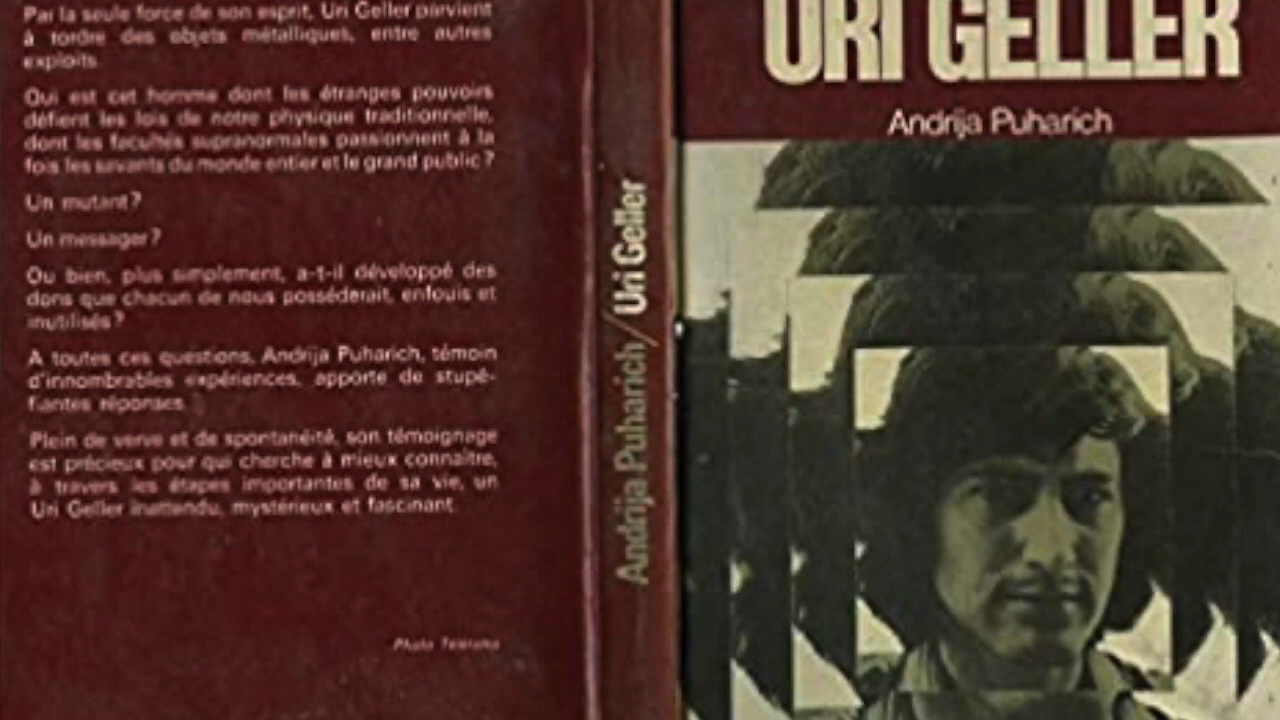 Par la seule force de son esprit, Uri Geller parvient
à tordre des objets métalliques, entre autres
exploits.
Qui est cet homme dont les étranges pouvoirs
défient les lois de notre physique traditionnelle,
dont les facultés supranormales passionnent à la
fois les savants du monde entier et le grand public ?
Un mutant ?
Un messager ?
Ou bien, plus simplement, a-t-il développé des
dons que chacun de nous posséderait, enfouis et
inutilisés ?
A toutes ces questions, Andrija Puharich, témoin
d'innombrables expériences, apporte de stupé-
fiantes réponses.
Plein de verve et de spontanéité, son témoignage
est précieux pour qui cherche à mieux connaître,
à travers les étapes importantes de sa vie, un
Uri Geller inattendu, mystérieux et fascinant.
Photo
Andrija Puharich/Uri Geller
URI GELLER
Andrija Puharich